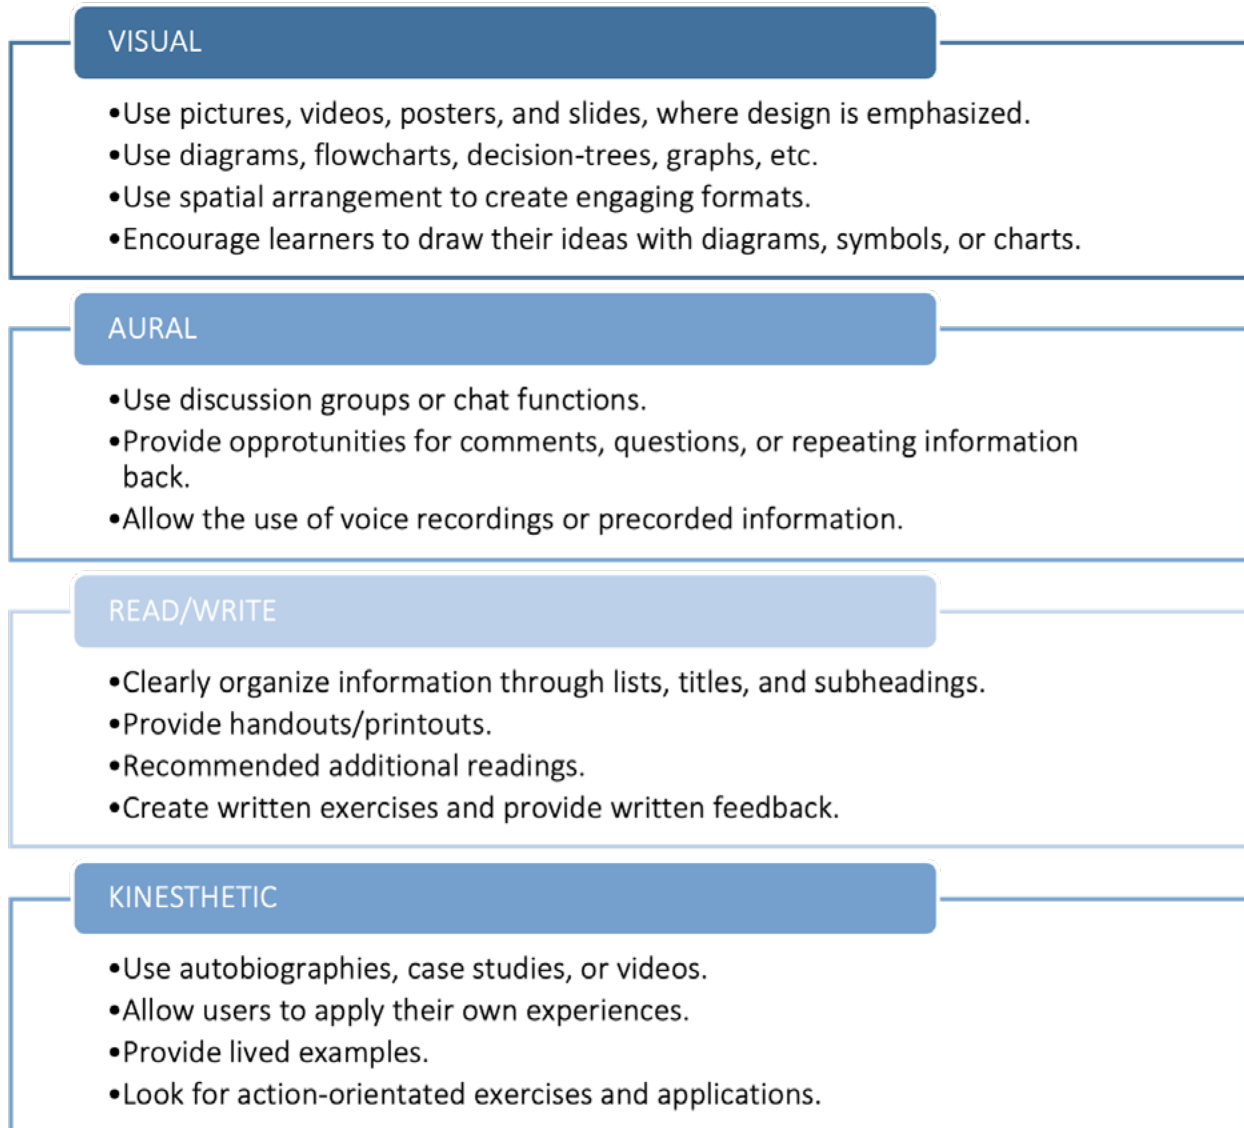 VISUAL
•Use pictures, videos, posters, and slides, where design is emphasized.
•Use diagrams, flowcharts, decision-trees, graphs, etc.
•Use spatial arrangement to create engaging formats.
•Encourage learners to draw their ideas with diagrams, symbols, or charts.
AURAL
•Use discussion groups or chat functions.
•Provide opprotunities for comments, questions, or repeating information
back.
•Allow the use of voice recordings or precorded information.
READ/WRITE
•Clearly organize information through lists, titles, and subheadings.
•Provide handouts/printouts.
•Recommended additional readings.
•Create written exercises and provide written feedback.
KINESTHETIC
•Use autobiographies, case studies, or videos.
•Allow users to apply their own experiences.
•Provide lived examples.
•Look for action-orientated exercises and applications.